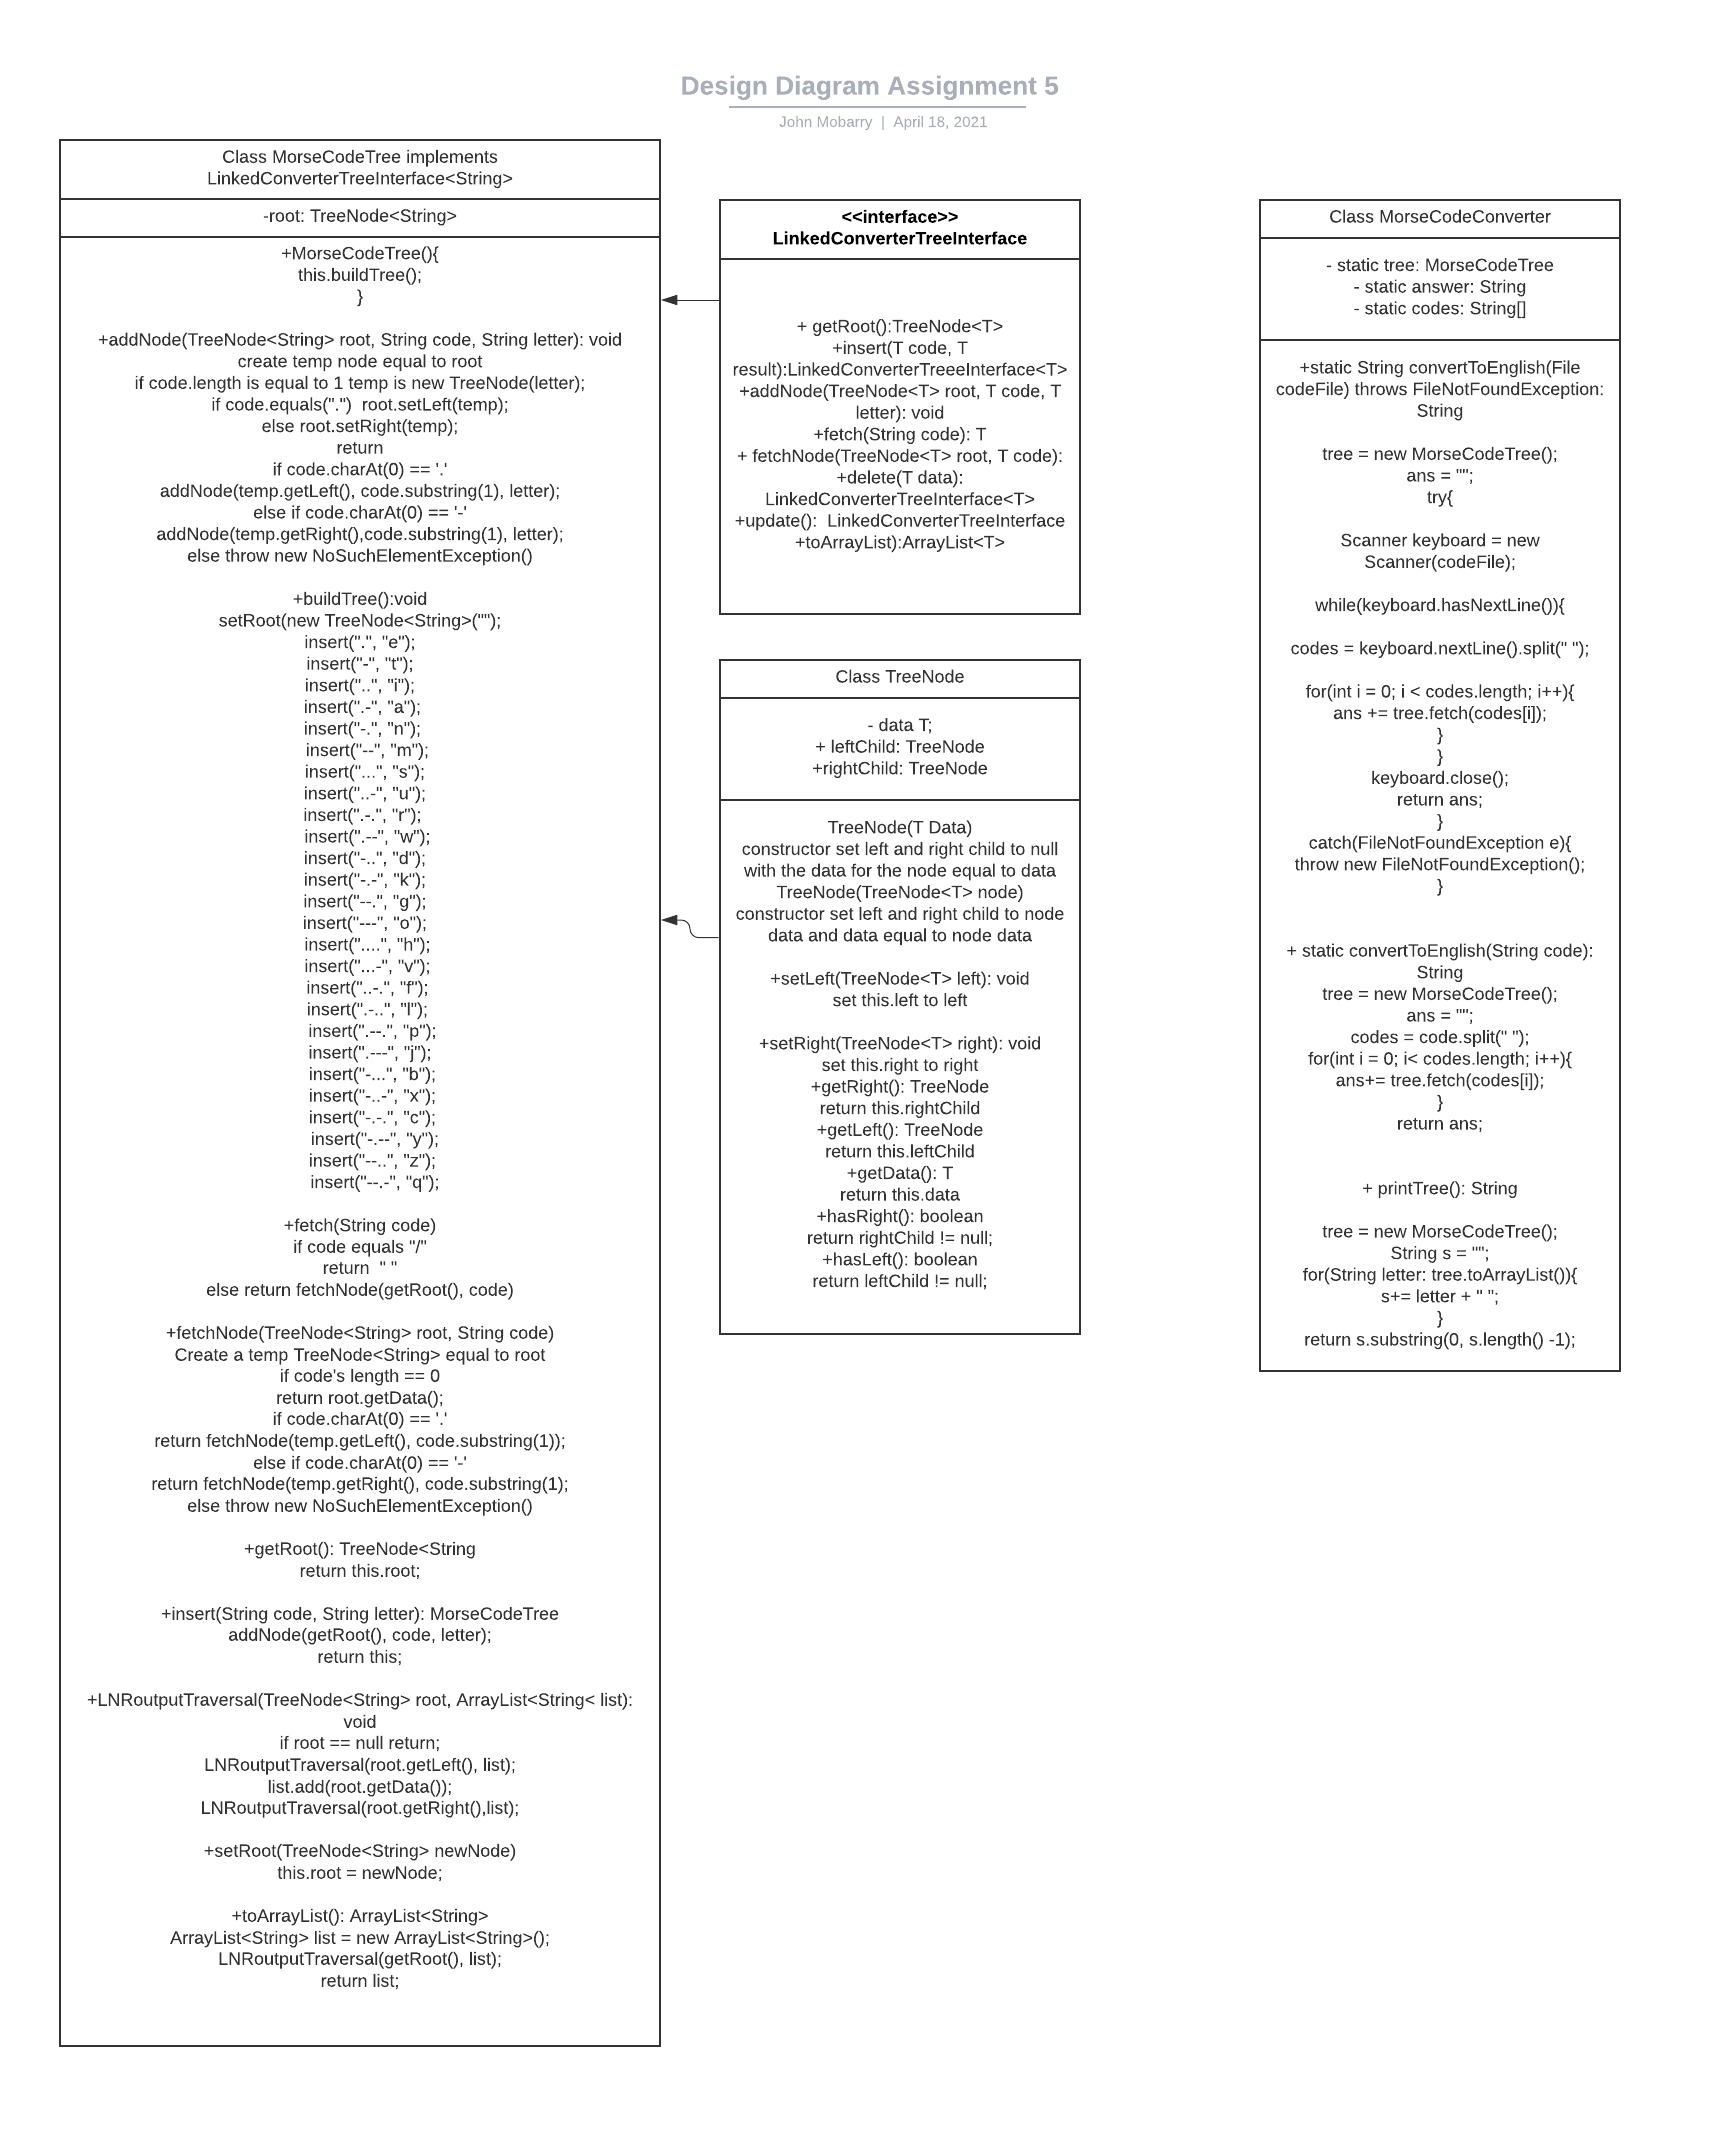 Design Diagram Assignment 5
John Mobarry | April 18, 2021
Class MorseCodeTree implements
LinkedConverterTreeInterface<String>
-root: TreeNode<String>
+MorseCodeTree(){
this.buildTree();
}
+addNode(TreeNode<String> root, String code, String letter): void
create temp node equal to root
if code.length is equal to 1 temp is new TreeNode(letter);
if code.equals(".")  root.setLeft(temp);
else root.setRight(temp);
return
if code.charAt(0) == '.'
addNode(temp.getLeft(), code.substring(1), letter);
else if code.charAt(0) == '-'
addNode(temp.getRight(),code.substring(1), letter);
else throw new NoSuchElementException()
+buildTree():void
setRoot(new TreeNode<String>("");
insert(".", "e");
insert("-", "t");
insert("..", "i");
insert(".-", "a");
insert("-.", "n");
insert("--", "m");
insert("...", "s");
insert("..-", "u");
insert(".-.", "r");
insert(".--", "w");
insert("-..", "d");
insert("-.-", "k");
insert("--.", "g");
insert("---", "o");
insert("....", "h");
insert("...-", "v");
insert("..-.", "f");
insert(".-..", "l");
insert(".--.", "p");
insert(".---", "j");
insert("-...", "b");
insert("-..-", "x");
insert("-.-.", "c");
insert("-.--", "y");
insert("--..", "z");
insert("--.-", "q");
+fetch(String code)
if code equals "/"
return  " "
else return fetchNode(getRoot(), code)
+fetchNode(TreeNode<String> root, String code)
Create a temp TreeNode<String> equal to root
if code's length == 0
return root.getData();
if code.charAt(0) == '.'
return fetchNode(temp.getLeft(), code.substring(1));
else if code.charAt(0) == '-'
return fetchNode(temp.getRight(), code.substring(1);
else throw new NoSuchElementException()
+getRoot(): TreeNode<String
return this.root;
+insert(String code, String letter): MorseCodeTree
addNode(getRoot(), code, letter);
return this;
+LNRoutputTraversal(TreeNode<String> root, ArrayList<String< list):
void
if root == null return;
LNRoutputTraversal(root.getLeft(), list);
list.add(root.getData());
LNRoutputTraversal(root.getRight(),list);
+setRoot(TreeNode<String> newNode)
this.root = newNode;
+toArrayList(): ArrayList<String>
ArrayList<String> list = new ArrayList<String>();
LNRoutputTraversal(getRoot(), list);
return list;
<<interface>>
LinkedConverterTreeInterface
+ getRoot():TreeNode<T>
+insert(T code, T
result):LinkedConverterTreeeInterface<T>
+addNode(TreeNode<T> root, T code, T
letter): void
+fetch(String code): T
+ fetchNode(TreeNode<T> root, T code):
+delete(T data):
LinkedConverterTreeInterface<T>
+update():  LinkedConverterTreeInterface
+toArrayList):ArrayList<T>
Class TreeNode
- data T;
+ leftChild: TreeNode
+rightChild: TreeNode
TreeNode(T Data)
constructor set left and right child to null
with the data for the node equal to data
TreeNode(TreeNode<T> node)
constructor set left and right child to node
data and data equal to node data
+setLeft(TreeNode<T> left): void
set this.left to left
+setRight(TreeNode<T> right): void
set this.right to right
+getRight(): TreeNode
return this.rightChild
+getLeft(): TreeNode
return this.leftChild
+getData(): T
return this.data
+hasRight(): boolean
return rightChild != null;
+hasLeft(): boolean
return leftChild != null;
Class MorseCodeConverter
- static tree: MorseCodeTree
- static answer: String
- static codes: String[]
+static String convertToEnglish(File
codeFile) throws FileNotFoundException:
String
tree = new MorseCodeTree();
ans = "";
try{
Scanner keyboard = new
Scanner(codeFile);
while(keyboard.hasNextLine()){
codes = keyboard.nextLine().split(" ");
for(int i = 0; i < codes.length; i++){
ans += tree.fetch(codes[i]);
}
}
keyboard.close();
return ans;
}
catch(FileNotFoundException e){
throw new FileNotFoundException();
}
+ static convertToEnglish(String code):
String
tree = new MorseCodeTree();
ans = "";
codes = code.split(" ");
for(int i = 0; i< codes.length; i++){
ans+= tree.fetch(codes[i]);
}
return ans;
+ printTree(): String
tree = new MorseCodeTree();
String s = "";
for(String letter: tree.toArrayList()){
s+= letter + " ";
}
return s.substring(0, s.length() -1);